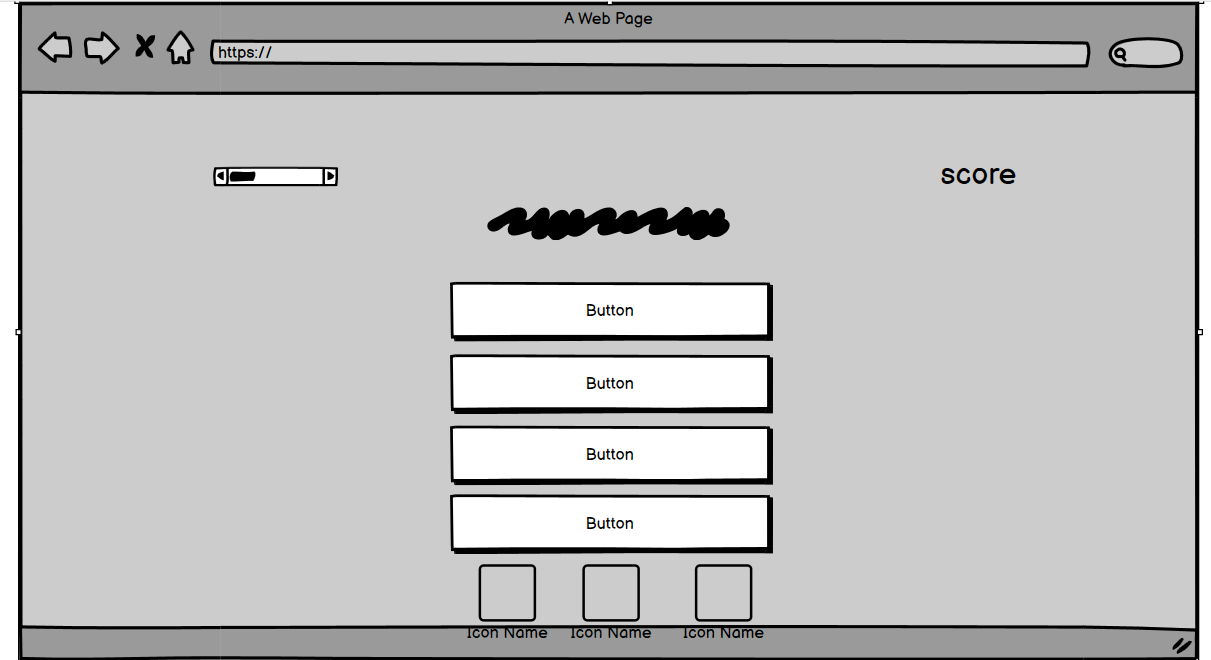 A Web Page
https://
score
Button
Button
Button
Button
Icon Name Icon Name Icon Name